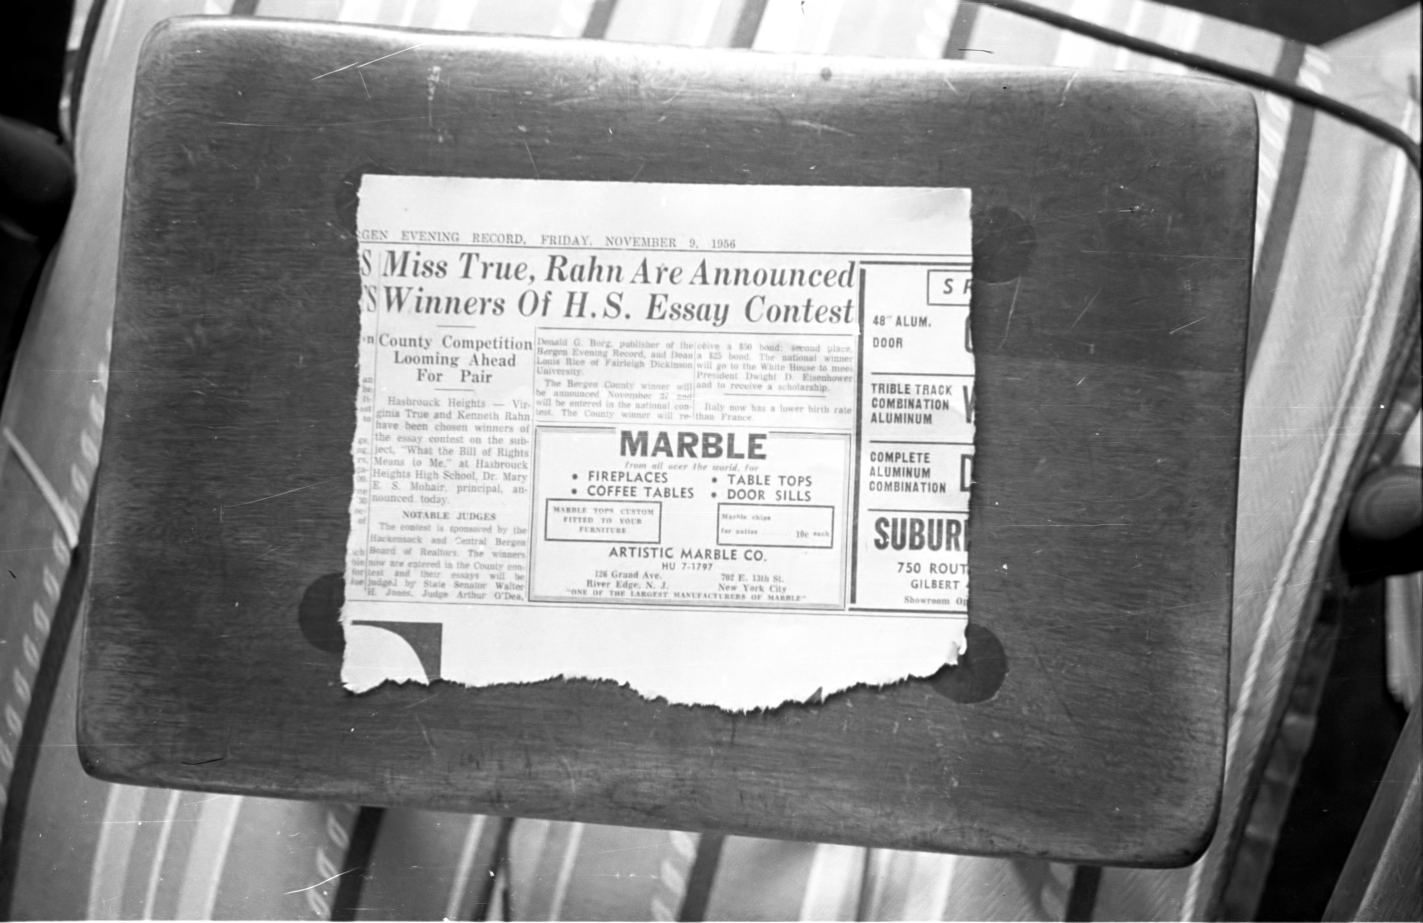 GEN EVENING RECORD, FRIDAY, NOVEMBER 9, 1956
S
'S
Miss True, Rahn Are Announced
Winners Of H.S. Essay Contest
County Competition
Looming Ahead
For Pair
Hasbrouck Heights — Vir-
ginia True and Kenneth Rahn
have been chosen winners of
the essay contest on the sub-
ject, "What the Bill of Rights
Means to Me," at Hasbrouck
Heights High School, Dr. Mary
E. S. Mohair, principal, an-
nounced today.
NOTABLE JUDGES
The contest is sponsored by the
Hackensack and Central Bergen
Board of Realtors. The winners
now are entered in the County con-
test and their essays will be
judged by State Senator Walter
H. Jones, Judge Arthur O'Dea,
Donald G. Borg, publisher of the
Bergen Evening Record, and Dean
Louis Rice of Fairleigh Dickinson
University.
The Bergen County winner will
be announced November 27 and
will be entered in the national con-
test. The County winner will re-
ceive a $50 bond; second place,
a $25 bond. The national winner
will go to the White House to meet
President Dwight D. Eisenhower
and to receive a scholarship.
Italy now has a lower birth rate
than France.
MARBLE
from all over the world, for
• FIREPLACES
• COFFEE TABLES
• TABLE TOPS
• DOOR SILLS
MARBLE TOPS CUSTOM
FITTED TO YOUR
FURNITURE
Marble chips
for patios 10c each
ARTISTIC MARBLE CO.
HU 7-1797
126 Grand Ave.
River Edge, N. J.
702 E. 13th St.
New York City
"ONE OF THE LARGEST MANUFACTURERS OF MARBLE"
S
48" ALUM.
DOOR
TRIBLE TRACK
COMBINATION
ALUMINUM
COMPLETE
ALUMINUM
COMBINATION
SUBUR
750 ROUT
GILBERT
Showroom Op